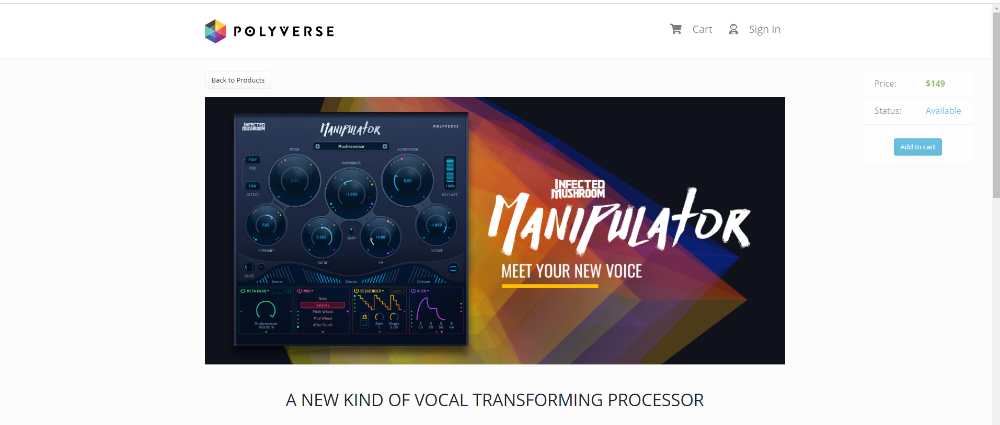 POLYVERSE
Cart
Sign In
Back to Products
Price:
$149
Status:
Available
Add to cart
INFECTED
MUSHROOM
MANIPULATOR
POLYVERSE
Mushroomize
PITCH
ALTERNATOR
HARMONICS
POLY
MIDI
LOW
DETECT
0.00
-1.000
6.00
100%
DRY/WET
7.00
0.500
SNAP
13.00
-1.000
FORMANT
RATIO
FM
OCTAVE
GLIDE
M
Smear
Stereo
Detune
META KNOB
MIDI
SEQUENCER
rndm
ADSR
Note
Velocity
Pitch Wheel
Mod Wheel
After Touch
Mushroomize
100.00%
Rate
Shape
1.
2.00
A D S R
86 20 50 64
INFECTED
MUSHROOM
MANIPULATOR
MEET YOUR NEW VOICE
A NEW KIND OF VOCAL TRANSFORMING PROCESSOR